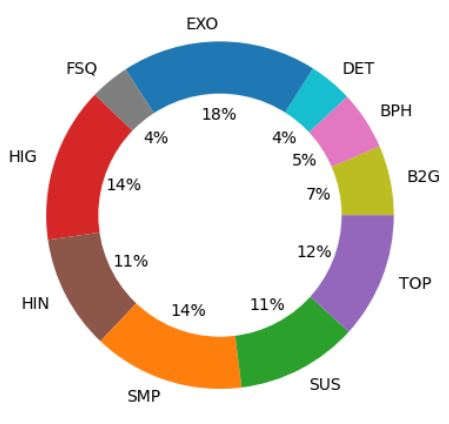 EXO
FSQ
DET
BPH
18%
4%
4%
HIG
5%
B2G
14%
7%
11%
12%
HIN
TOP
14%
11%
SUS
SMP